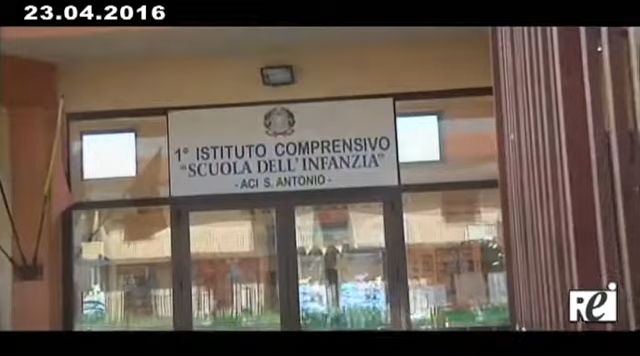 23.04.2016
1° ISTITUTO COMPRENSIVO
"SCUOLA DELL'INFANZIA"
- ACI S. ANTONIO -
REi